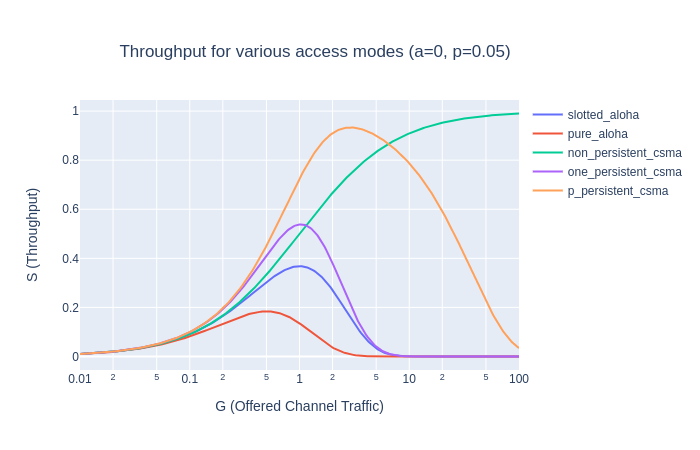 Throughput for various access modes (a=0, p=0.05)
S (Throughput)
1
0.8
0.6
0.4
0.2
0
0.01 2 5 0.1 2 5 1 2 5 10 2 5 100
G (Offered Channel Traffic)
slotted_aloha
pure_aloha
non_persistent_csma
one_persistent_csma
p_persistent_csma